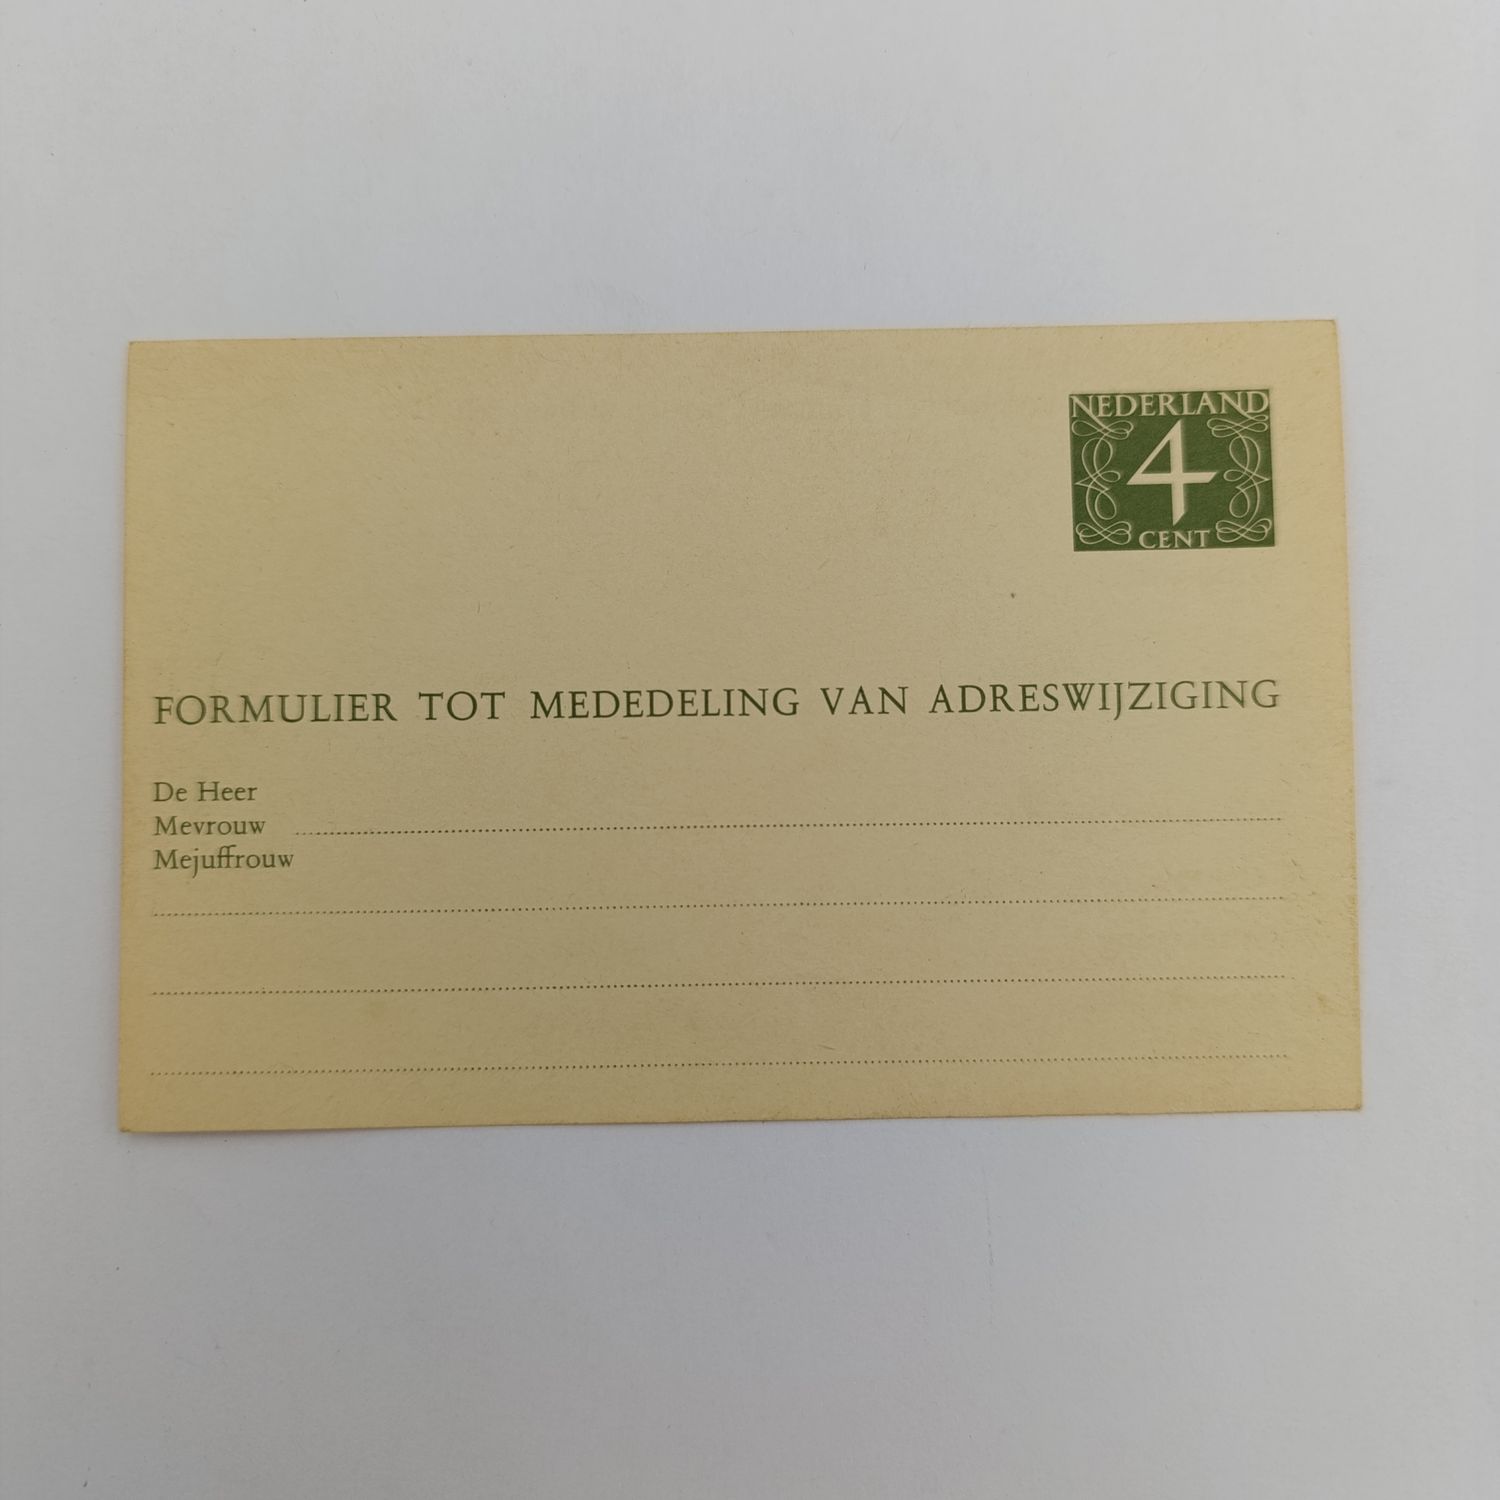 NEDERLAND
4
CENT
FORMULIER TOT MEDEDELING VAN ADRESWIJZIGING
De Heer
Mevrouw
Mejuffrouw